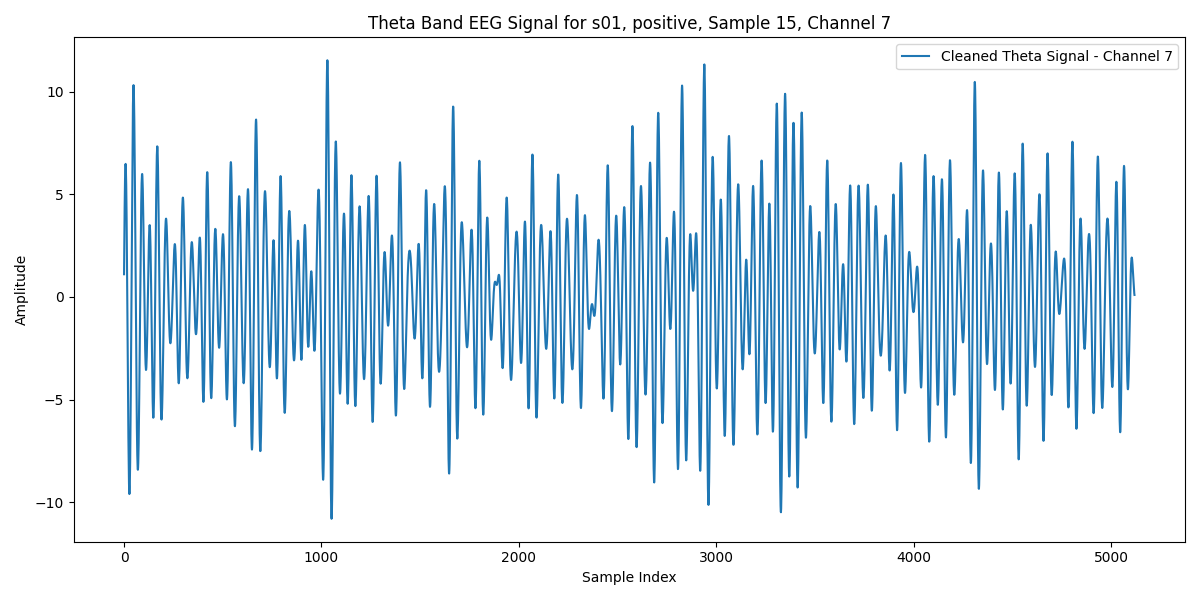 Theta Band EEG Signal for s01, positive, Sample 15, Channel 7
Cleaned Theta Signal - Channel 7
Amplitude
10
5
0
−5
−10
0 1000 2000 3000 4000 5000
Sample Index